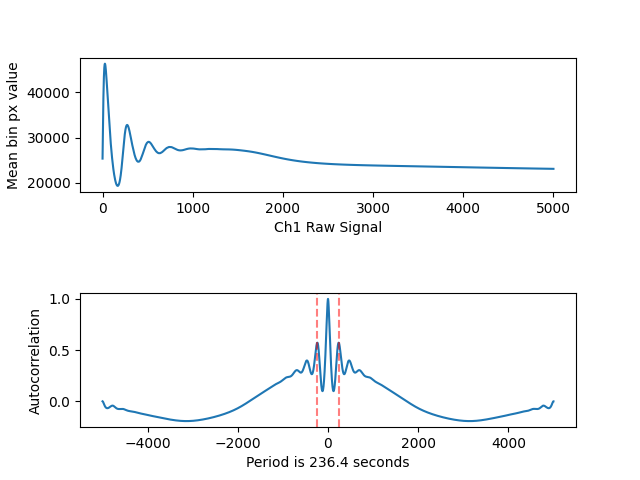 Mean bin px value
40000
30000
20000
0 1000 2000 3000 4000 5000
Ch1 Raw Signal
Autocorrelation
1.0
0.5
0.0
−4000 −2000 0 2000 4000
Period is 236.4 seconds